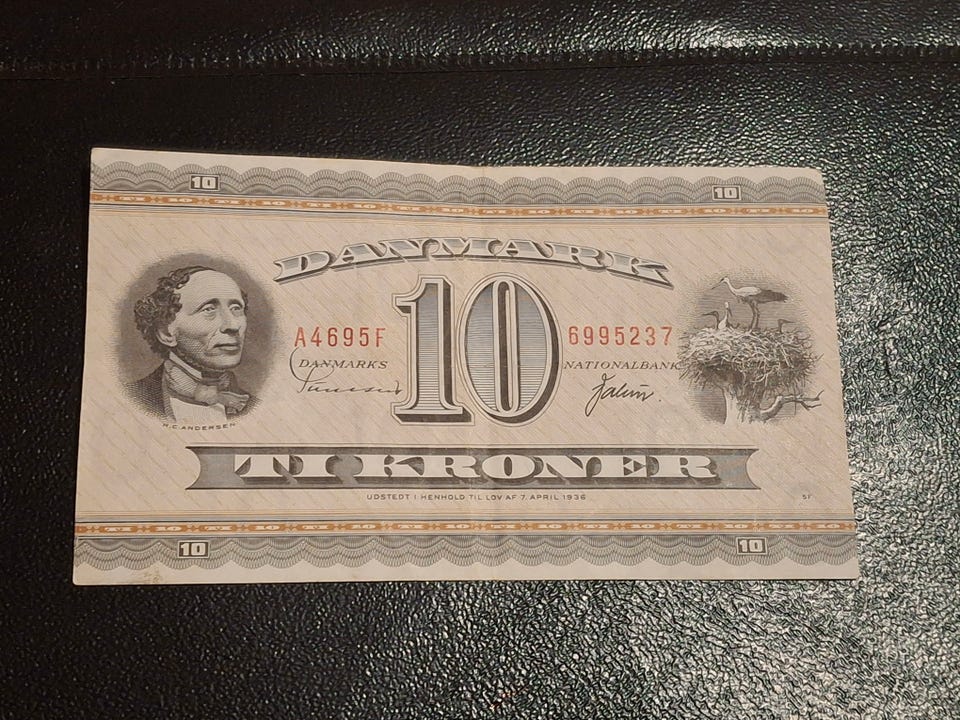 10 10
DANMARK
10
A4695F 6995237
DANMARKS NATIONALBANK
H.C.ANDERSEN
TI KRONER
UDSTEDT I HENHOLD TIL LOV AF 7. APRIL 1936
10 10